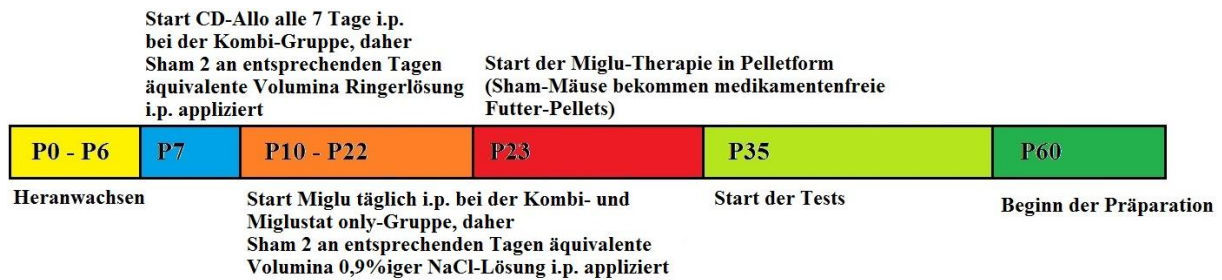 Start CD-Allo alle 7 Tage i.p.
bei der Kombi-Gruppe, daher
Sham 2 an entsprechenden Tagen
äquivalente Volumina Ringerlösung
i.p. appliziert
Start der Miglu-Therapie in Pelletform
(Sham-Mäuse bekommen medikamentenfreie
Futter-Pellets)
P0 - P6
P7
P10 - P22
P23
P35
P60
Heranwachsen
Start Miglu täglich i.p. bei der Kombi- und
Miglustat only-Gruppe, daher
Sham 2 an entsprechenden Tagen äquivalente
Volumina 0,9%iger NaCl-Lösung i.p. appliziert
Start der Tests
Beginn der Präparation